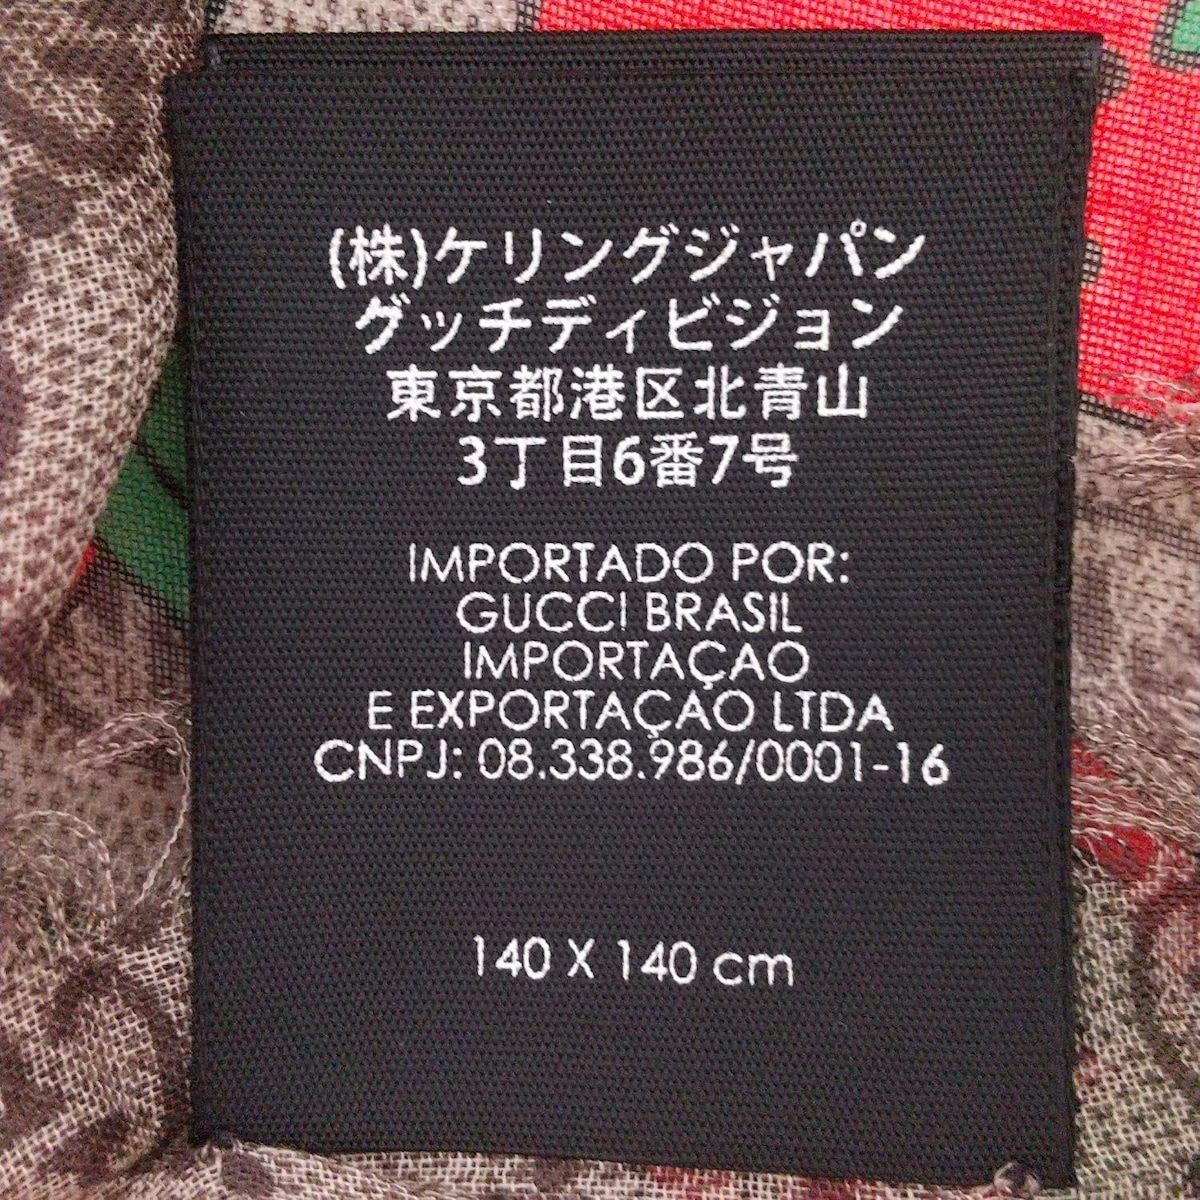 (株)ケリングジャパン
グッチディビジョン
東京都港区北青山
3丁目6番7号
IMPORTADO POR:
GUCCI BRASIL
IMPORTAÇAO
E EXPORTAÇAO LTDA
CNPJ: 08.338.986/0001-16
140 X 140 cm